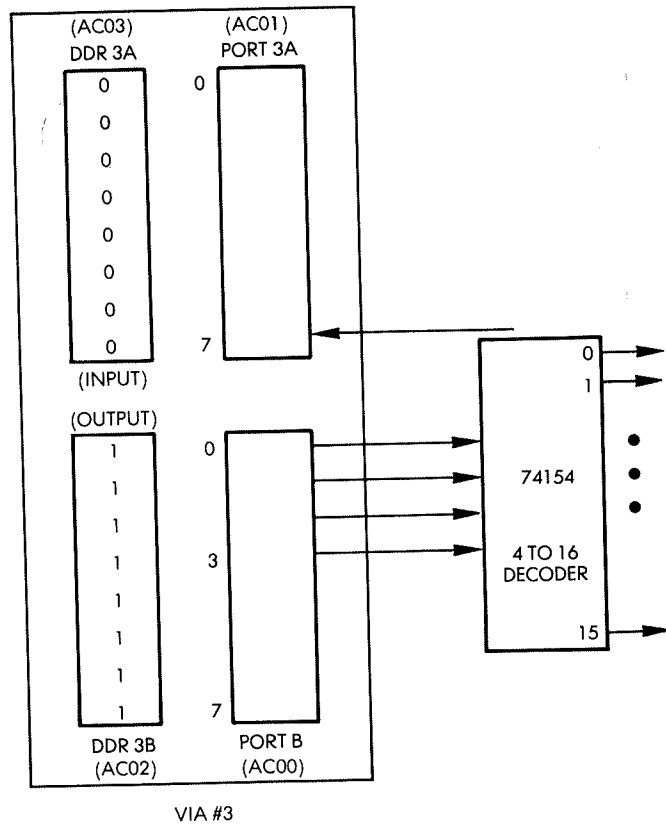 (AC03)
DDR 3A
(AC01)
PORT 3A
0
0
0
0
0
0
0
0
(INPUT)
0
7
(OUTPUT)
1
1
1
1
1
1
1
1
DDR 3B
(AC02)
0
3
7
PORT B
(AC00)
0
1
74154
4 TO 16
DECODER
15
VIA #3